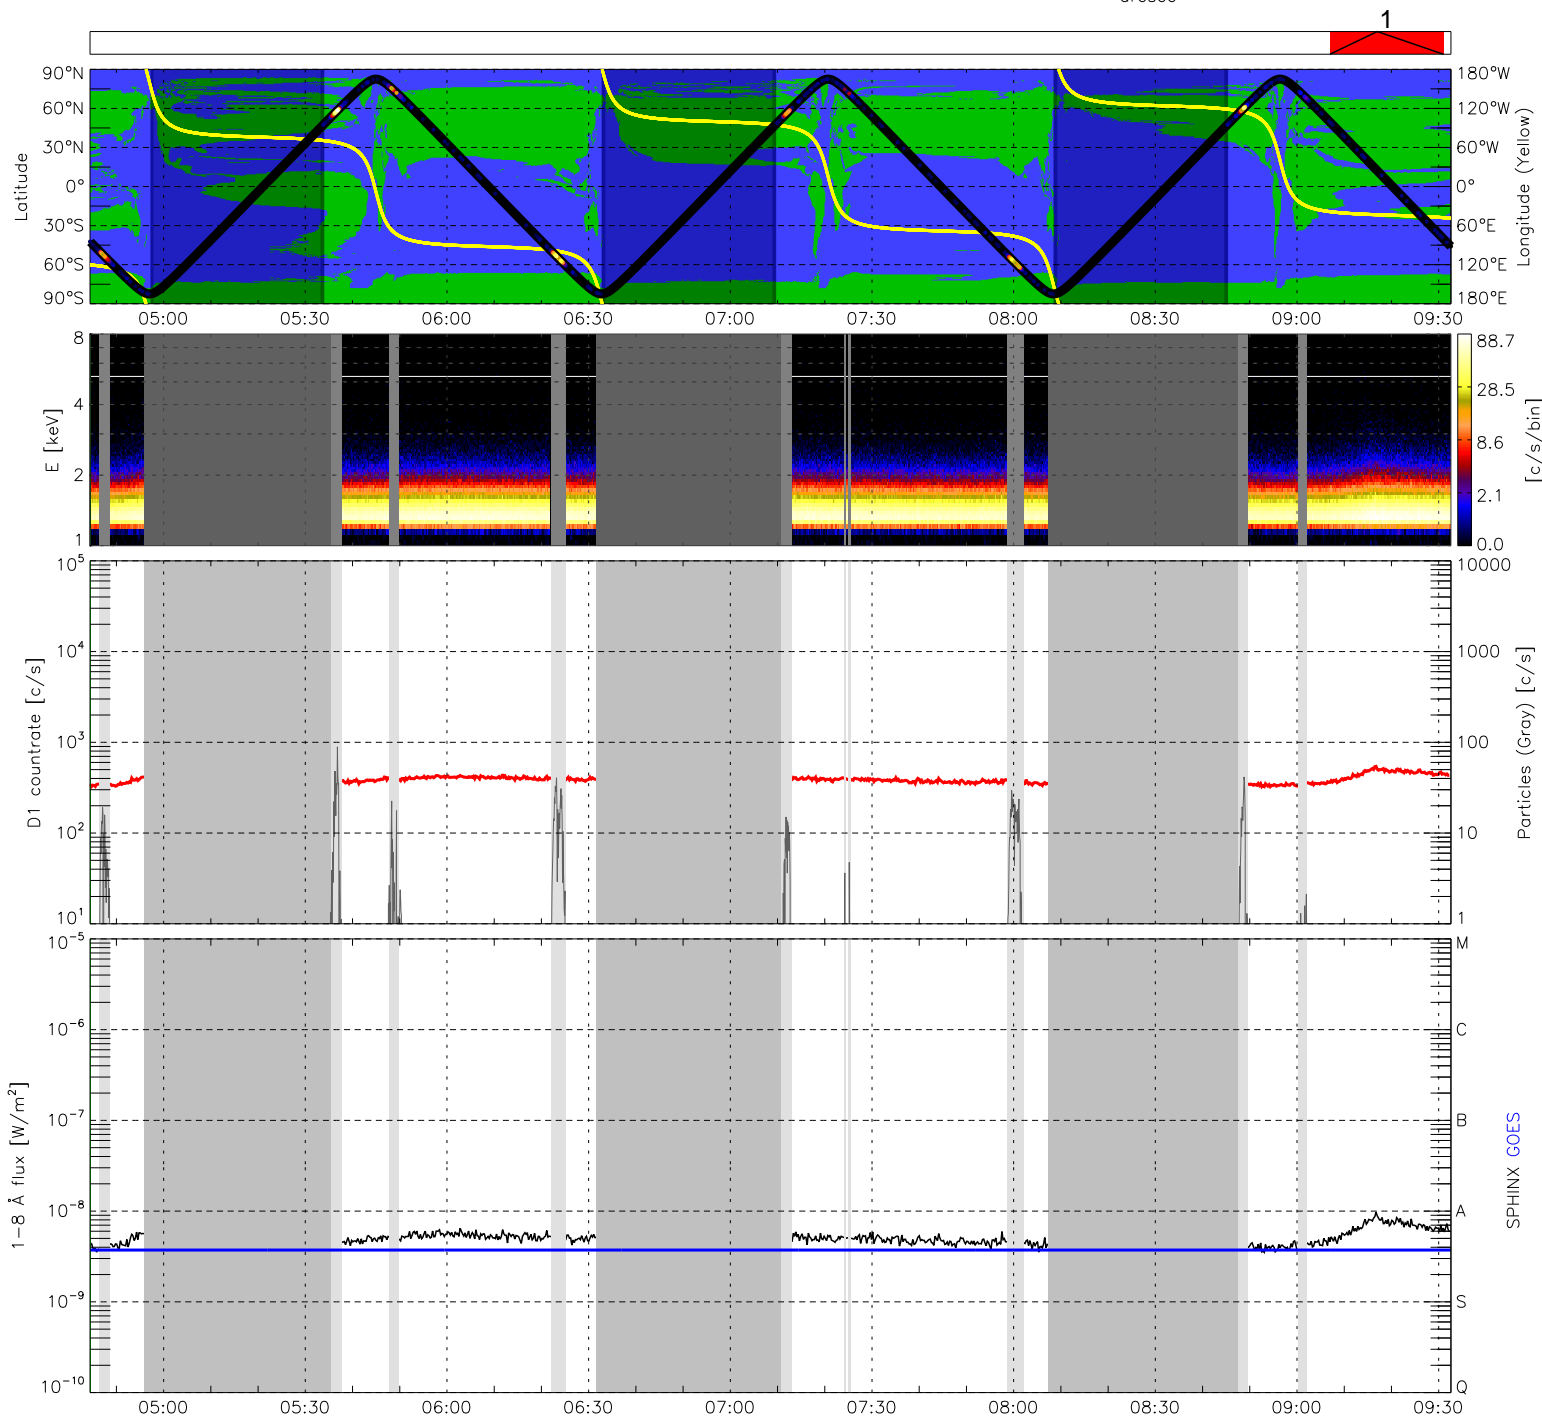 1
90°N
60°N
30°N
0°
30°S
60°S
90°S
Latitude
180°W
120°W
60°W
0°
60°E
120°E
180°E
Longitude (Yellow)
05:00 05:30 06:00 06:30 07:00 07:30 08:00 08:30 09:00 09:30
8
4
2
1
E [keV]
88.7
28.5
8.6
2.1
0.0
[c/s/bin]
10^5
10^4
10^3
10^2
10^1
D1 countrate [c/s]
10000
1000
100
10
1
Particles (Gray) [c/s]
10^-5
10^-6
10^-7
10^-8
10^-9
10^-10
1-8 Å flux [W/m²]
M
C
B
A
S
Q
SPHINX GOES
05:00 05:30 06:00 06:30 07:00 07:30 08:00 08:30 09:00 09:30